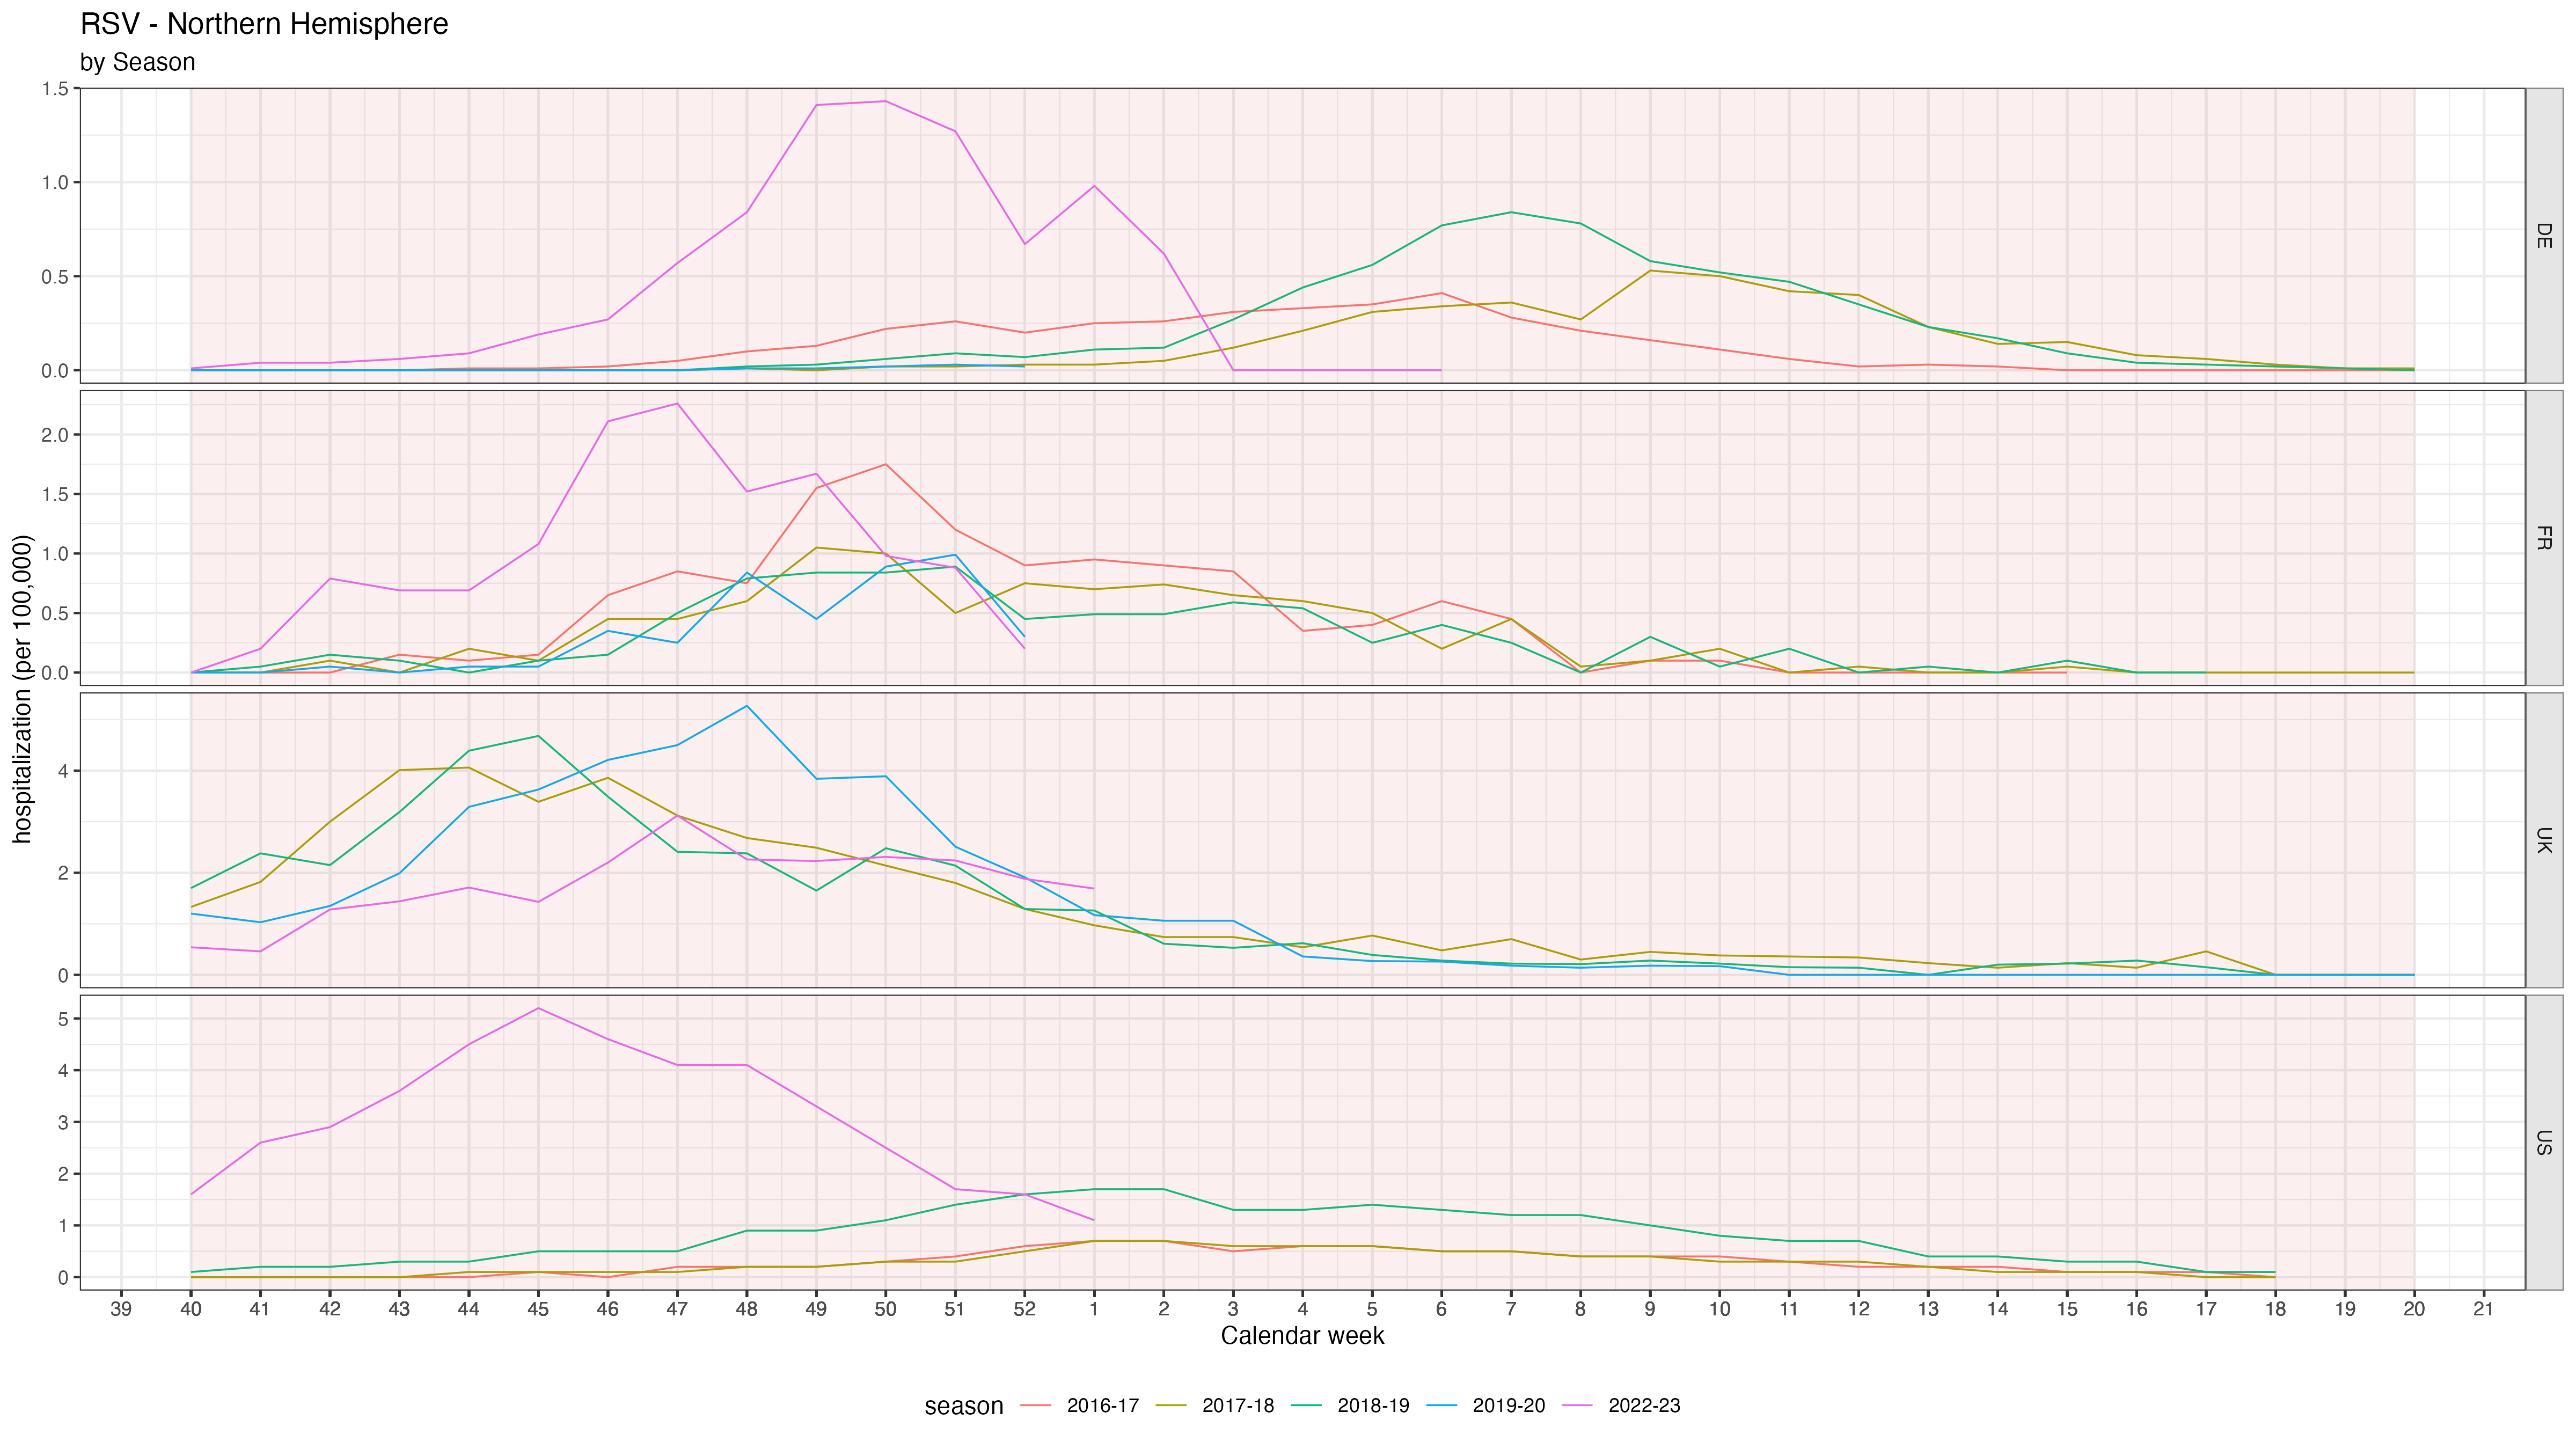 RSV - Northern Hemisphere
by Season
hospitalization (per 100,000)
1.5
1.0
0.5
0.0
DE
2.0
1.5
1.0
0.5
0.0
FR
4
2
0
UK
5
4
3
2
1
0
US
39 40 41 42 43 44 45 46 47 48 49 50 51 52 1 2 3 4 5 6 7 8 9 10 11 12 13 14 15 16 17 18 19 20 21
Calendar week
season 2016-17 2017-18 2018-19 2019-20 2022-23